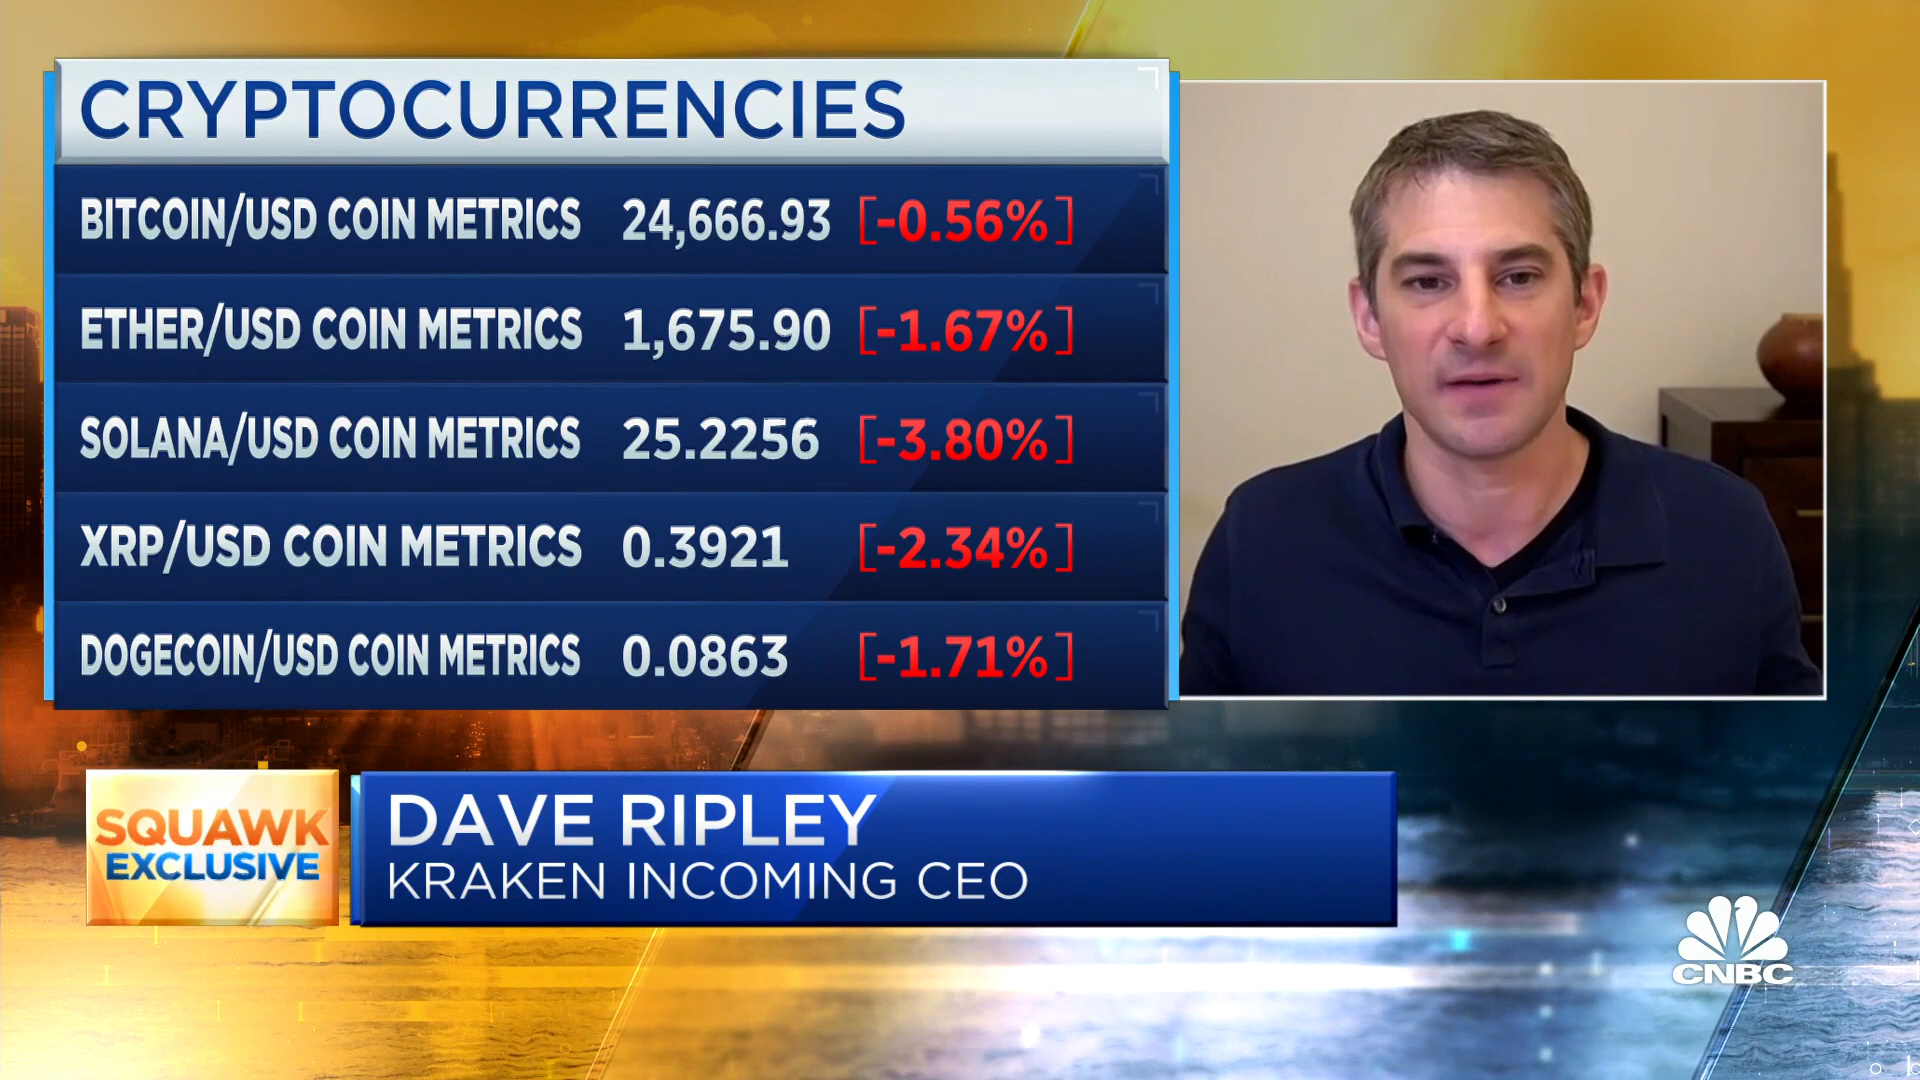 CRYPTOCURRENCIES
BITCOIN/USD COIN METRICS 24,666.93 [-0.56%]
ETHER/USD COIN METRICS 1,675.90 [-1.67%]
SOLANA/USD COIN METRICS 25.2256 [-3.80%]
XRP/USD COIN METRICS 0.3921 [-2.34%]
DOGECOIN/USD COIN METRICS 0.0863 [-1.71%]
SQUAWK
EXCLUSIVE
DAVE RIPLEY
KRAKEN INCOMING CEO
CNBC